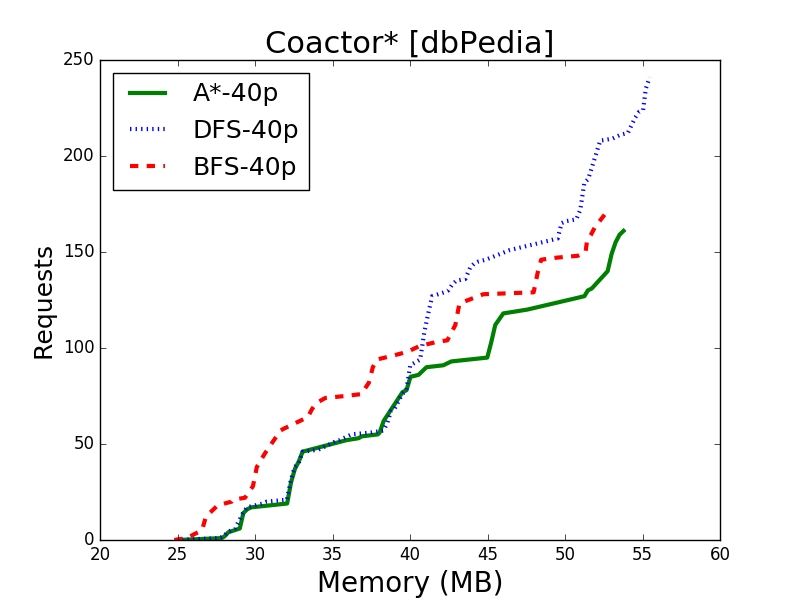 Coactor* [dbPedia]
250
200
150
100
50
0
Requests
A*-40p
DFS-40p
BFS-40p
20 25 30 35 40 45 50 55 60
Memory (MB)